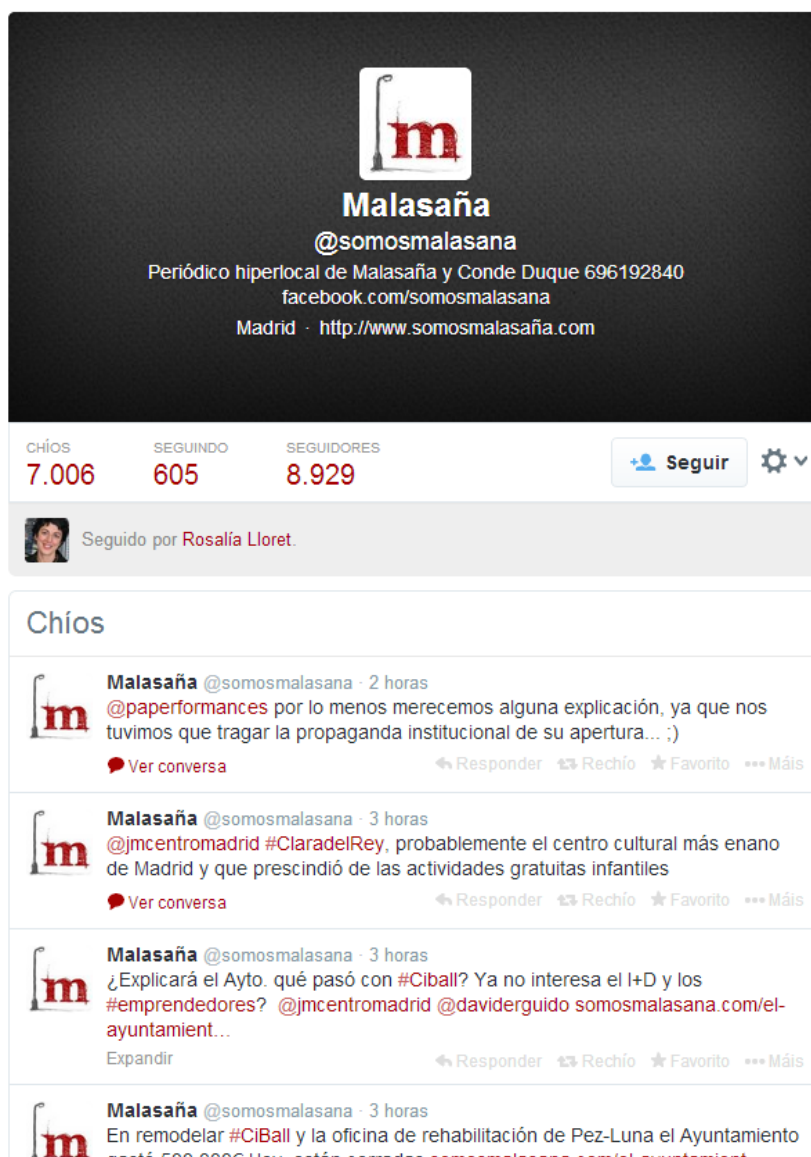 m
Malasaña
@somosmalasana
Periódico hiperlocal de Malasaña y Conde Duque 696192840
facebook.com/somosmalasana
Madrid · http://www.somosmalasaña.com
CHÍOS SEGUINDO SEGUIDORES
7.006 605 8.929
Seguir
Seguido por Rosalía Lloret.
Chíos
Malasaña @somosmalasana · 2 horas
@paperformances por lo menos merecemos alguna explicación, ya que nos
tuvimos que tragar la propaganda institucional de su apertura... ;)
Ver conversa Responder Rechío Favorito Máis
m
Malasaña @somosmalasana · 3 horas
@jmcentromadrid #ClaradelRey, probablemente el centro cultural más enano
de Madrid y que prescindió de las actividades gratuitas infantiles
Ver conversa Responder Rechío Favorito Máis
m
Malasaña @somosmalasana · 3 horas
¿Explicará el Ayto. qué pasó con #Ciball? Ya no interesa el I+D y los
#emprendedores? @jmcentromadrid @daviderguido somosmalasana.com/el-
ayuntamient…
Expandir Responder Rechío Favorito Máis
m
Malasaña @somosmalasana · 3 horas
En remodelar #CiBall y la oficina de rehabilitación de Pez-Luna el Ayuntamiento
m